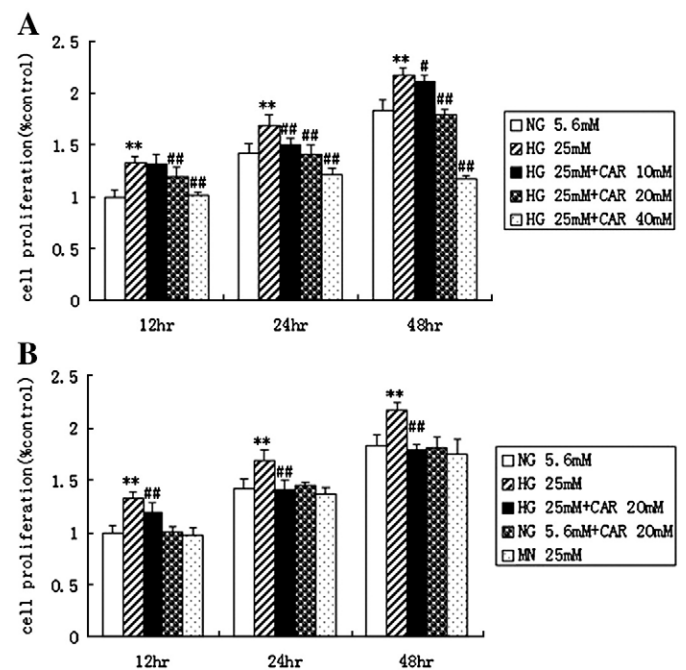 A
2.5
2
1.5
1
0.5
0
cell proliferation(%control)
**
##
##
**
##
##
##
**
#
##
##
12hr
24hr
48hr
NG 5.6mM
HG 25mM
HG 25mM+CAR 10mM
HG 25mM+CAR 20mM
HG 25mM+CAR 40mM
B
2.5
2
1.5
1
0.5
0
cell proliferation(%control)
**
##
**
##
**
##
12hr
24hr
48hr
NG 5.6mM
HG 25mM
HG 25mM+CAR 20mM
NG 5.6mM+CAR 20mM
MN 25mM